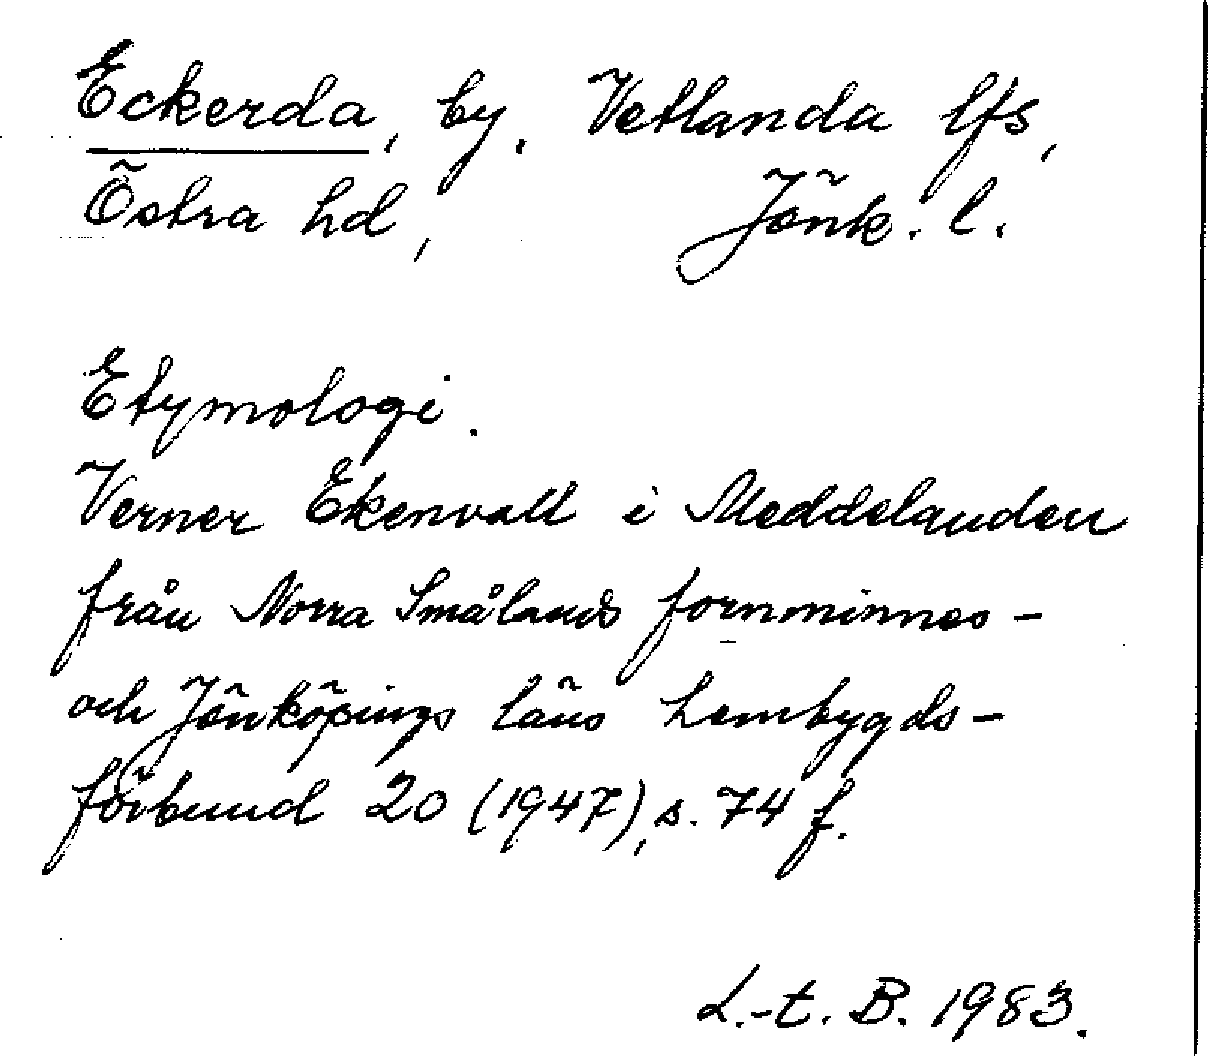 Eckerda, by, Vetlanda lfs,
Östra hd, Jönk. l.
Etymologi.
Verner Ekenvall i Meddelanden
från Norra Smålands fornminnes-
och Jönköpings läns hembygds-
förbund 20 (1947), s. 74 f.
L.-t. B. 1983.